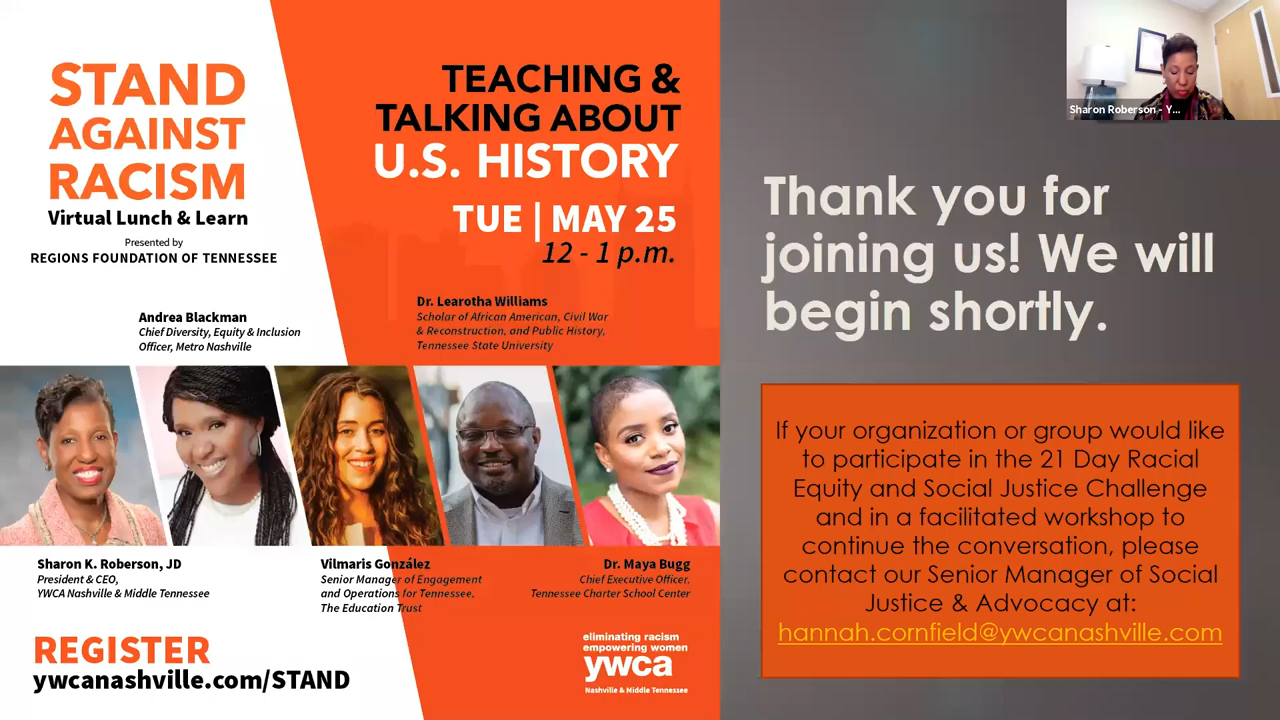 STAND
AGAINST
RACISM
Virtual Lunch & Learn
Presented by
REGIONS FOUNDATION OF TENNESSEE
TEACHING &
TALKING ABOUT
U.S. HISTORY
TUE | MAY 25
12 - 1 p.m.
Andrea Blackman
Chief Diversity, Equity & Inclusion
Officer, Metro Nashville
Dr. Learotha Williams
Scholar of African American, Civil War
& Reconstruction, and Public History,
Tennessee State University
Sharon K. Roberson, JD
President & CEO,
YWCA Nashville & Middle Tennessee
Vilmaris González
Senior Manager of Engagement
and Operations for Tennessee,
The Education Trust
Dr. Maya Bugg
Chief Executive Officer,
Tennessee Charter School Center
REGISTER
ywcanashville.com/STAND
eliminating racism
empowering women
ywca
Nashville & Middle Tennessee
Sharon Roberson - Y...
Thank you for
joining us! We will
begin shortly.
If your organization or group would like
to participate in the 21 Day Racial
Equity and Social Justice Challenge
and in a facilitated workshop to
continue the conversation, please
contact our Senior Manager of Social
Justice & Advocacy at:
hannah.cornfield@ywcanashville.com